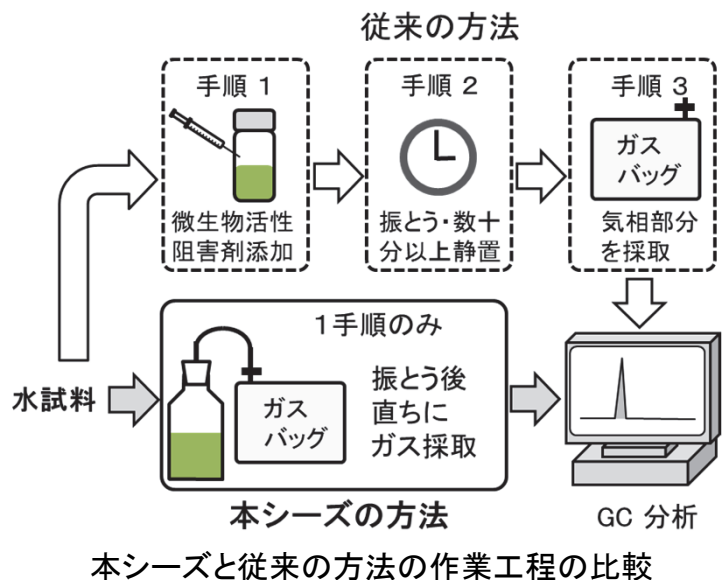 従来の方法
手順 1
微生物活性
阻害剤添加
手順 2
振とう・数十
分以上静置
手順 3
ガス
バッグ
気相部分
を採取
水試料
1手順のみ
ガス
バッグ
振とう後
直ちに
ガス採取
本シーズの方法
GC 分析
本シーズと従来の方法の作業工程の比較